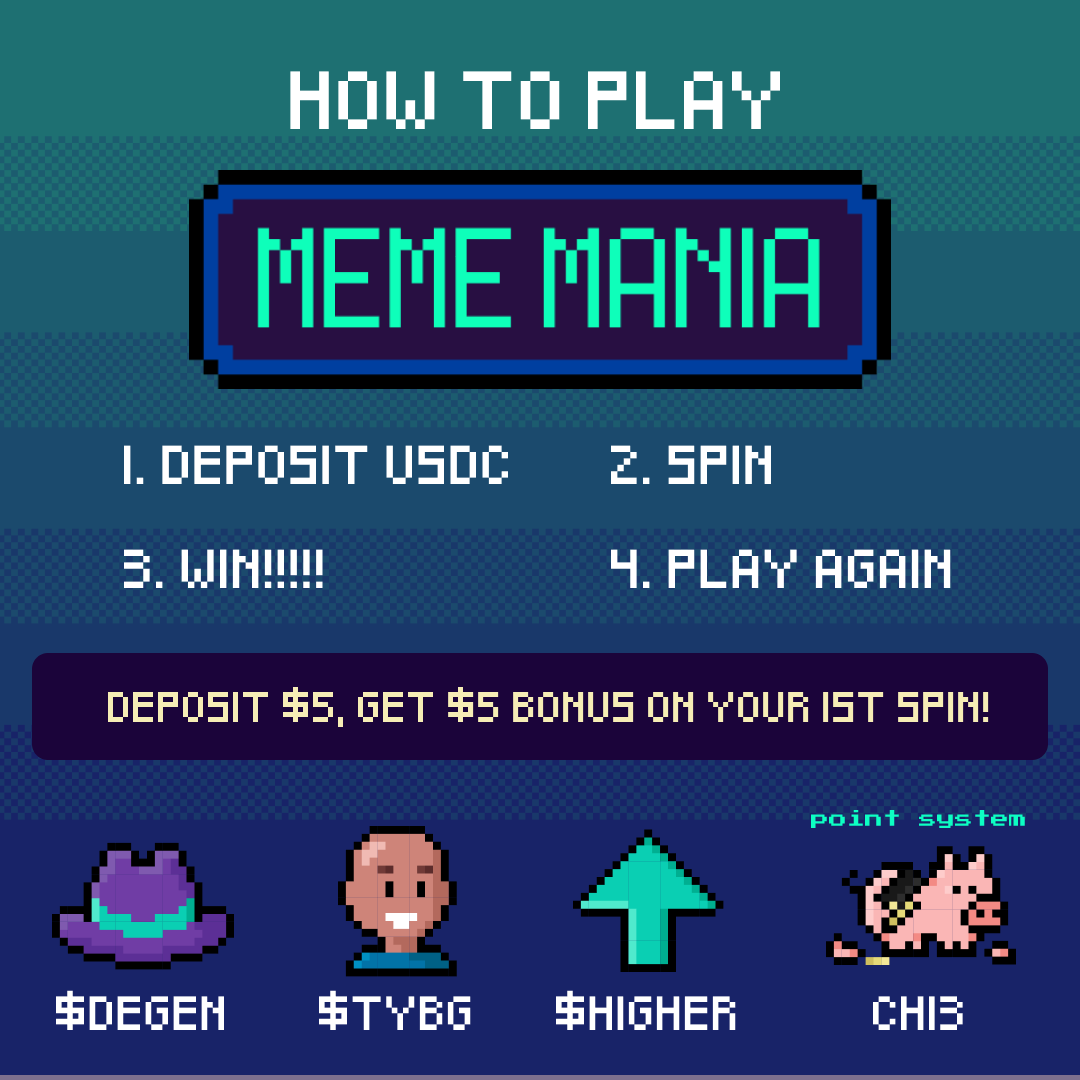 HOW TO PLAY
MEME MANIA
1. DEPOSIT USDC
2. SPIN
3. WIN!!!!!
4. PLAY AGAIN
DEPOSIT $5, GET $5 BONUS ON YOUR 1ST SPIN!
point system
$DEGEN
$TYBG
$HIGHER
CHI3